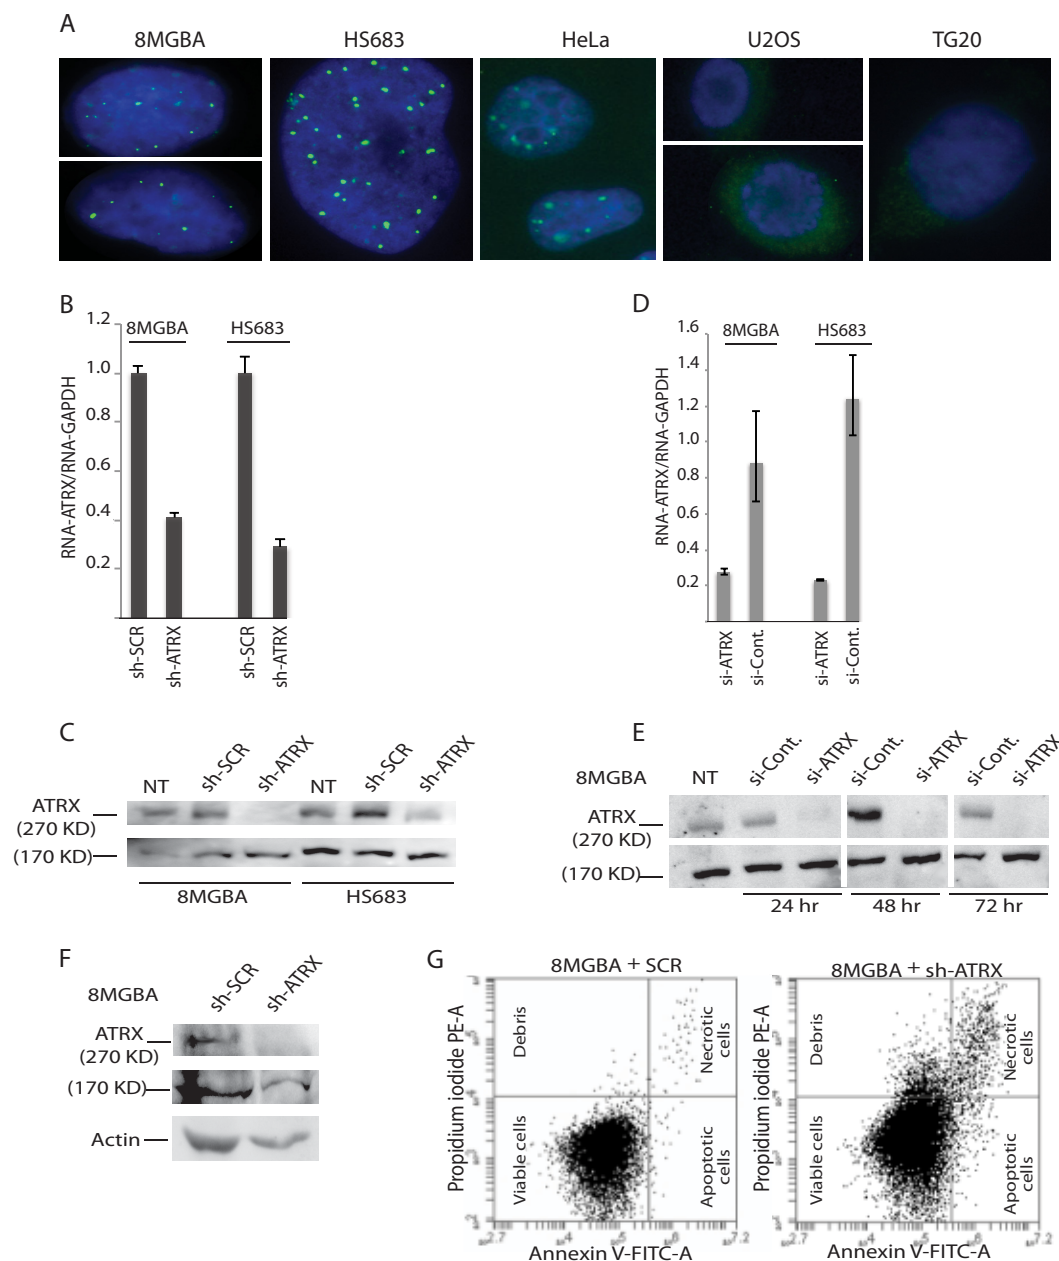 A
8MGBA HS683 HeLa U2OS TG20
B
RNA-ATRX/RNA-GAPDH
1.2
1.0
0.8
0.6
0.4
0.2
8MGBA HS683
sh-SCR sh-ATRX sh-SCR sh-ATRX
D
RNA-ATRX/RNA-GAPDH
1.6
1.4
1.2
1.0
0.8
0.6
0.4
0.2
8MGBA HS683
si-ATRX si-Cont. si-ATRX si-Cont.
C
NT sh-SCR sh-ATRX NT sh-SCR sh-ATRX
ATRX
(270 KD)
(170 KD)
8MGBA HS683
E
8MGBA NT si-Cont. si-ATRX si-Cont. si-ATRX si-Cont. si-ATRX
ATRX
(270 KD)
(170 KD)
24 hr 48 hr 72 hr
F
8MGBA sh-SCR sh-ATRX
ATRX
(270 KD)
(170 KD)
Actin
G
8MGBA + SCR
Propidium iodide PE-A
Debris
Necrotic
cells
Viable cells
Apoptotic
cells
Annexin V-FITC-A
8MGBA + sh-ATRX
Propidium iodide PE-A
Debris
Necrotic
cells
Viable cells
Apoptotic
cells
Annexin V-FITC-A